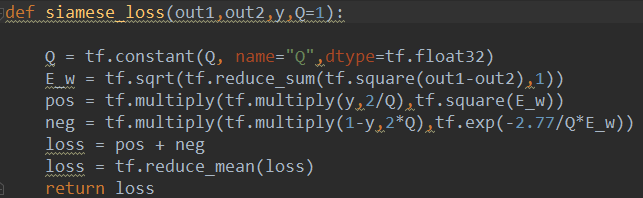 def siamese_loss(out1,out2,y,Q=1):
Q = tf.constant(Q, name="Q",dtype=tf.float32)
E_w = tf.sqrt(tf.reduce_sum(tf.square(out1-out2),1))
pos = tf.multiply(tf.multiply(y,2/Q),tf.square(E_w))
neg = tf.multiply(tf.multiply(1-y,2*Q),tf.exp(-2.77/Q*E_w))
loss = pos + neg
loss = tf.reduce_mean(loss)
return loss